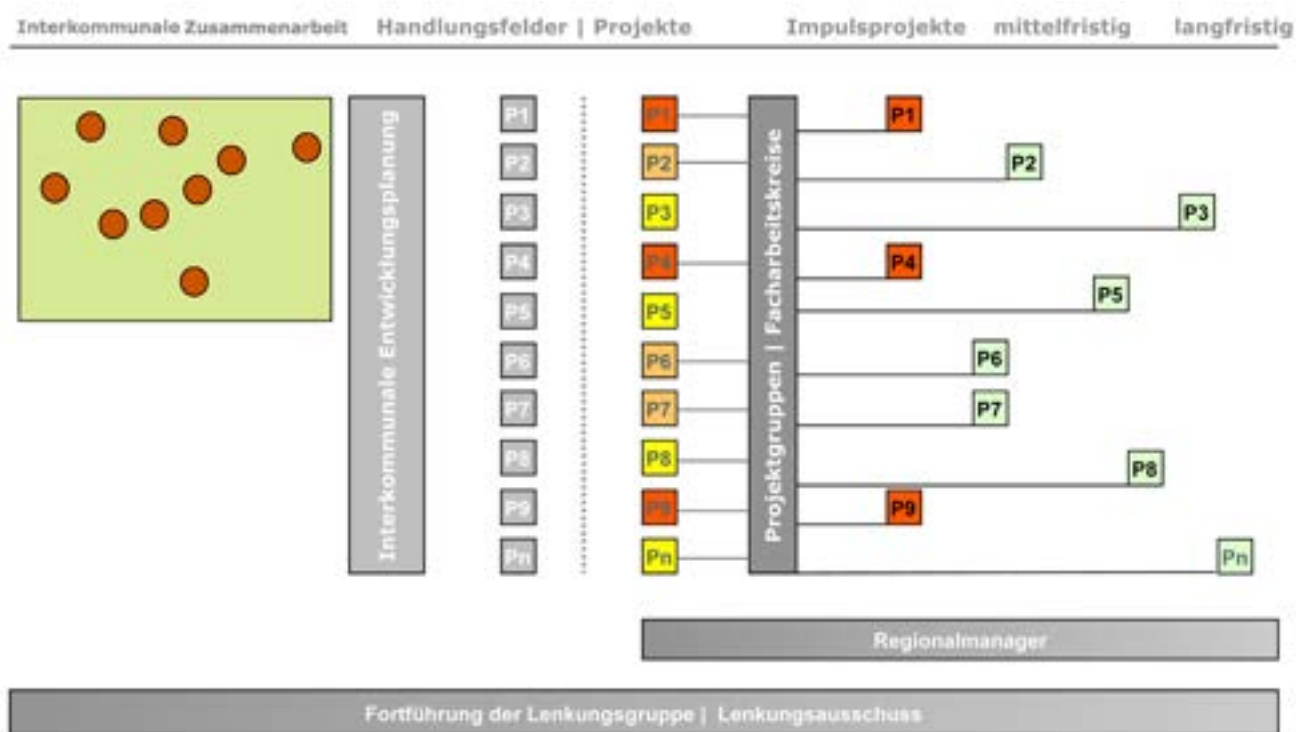 Interkommunale Zusammenarbeit Handlungsfelder | Projekte Impulsprojekte mittelfristig langfristig
Interkommunale Entwicklungsplanung
P1
P2
P3
P4
P5
P6
P7
P8
P9
Pn
P1
P2
P3
P4
P5
P6
P7
P8
P9
Pn
Projektgruppen | Facharbeitskreise
P1
P2
P3
P4
P5
P6
P7
P8
P9
Pn
Regionalmanager
Fortführung der Lenkungsgruppe | Lenkungsausschuss